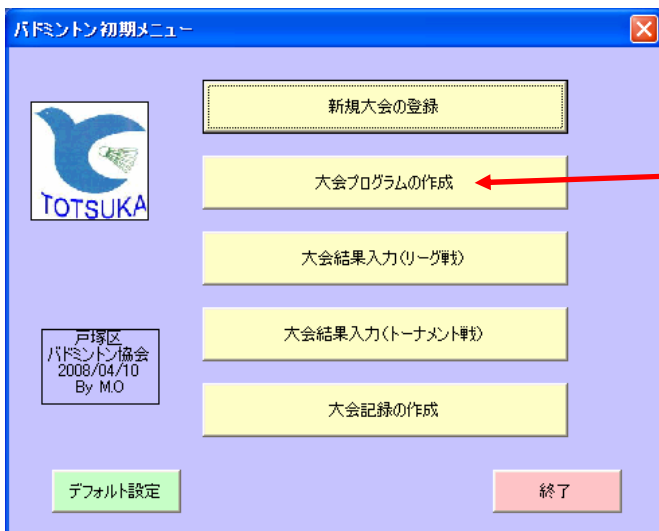 バドミントン初期メニュー
新規大会の登録
大会プログラムの作成
TOTSUKA
大会結果入力(リーグ戦)
大会結果入力(トーナメント戦)
戸塚区
バドミントン協会
2008/04/10
By M.O
大会記録の作成
デフォルト設定
終了